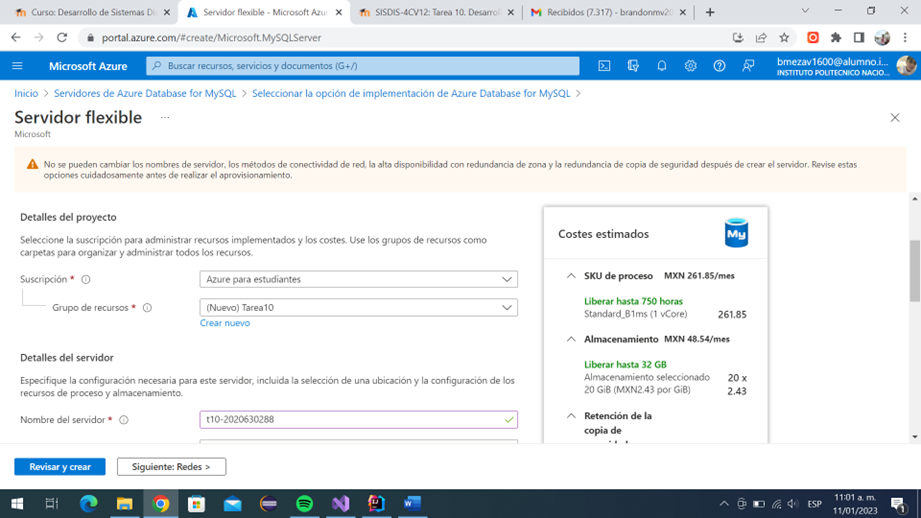 Curso: Desarrollo de Sistemas Di
Servidor flexible - Microsoft Azur
SISDIS-4CV12: Tarea 10. Desarrol
Recibidos (7.317) - brandonmv20
portal.azure.com/#create/Microsoft.MySQLServer
Microsoft Azure
Buscar recursos, servicios y documentos (G+/)
bmezav1600@alumno.i...
INSTITUTO POLITECNICO NACIO...
Inicio > Servidores de Azure Database for MySQL > Seleccionar la opción de implementación de Azure Database for MySQL >
Servidor flexible ...
Microsoft
No se pueden cambiar los nombres de servidor, los métodos de conectividad de red, la alta disponibilidad con redundancia de zona y la redundancia de copia de seguridad después de crear el servidor. Revise estas
opciones cuidadosamente antes de realizar el aprovisionamiento.
Detalles del proyecto
Seleccione la suscripción para administrar recursos implementados y los costes. Use los grupos de recursos como
carpetas para organizar y administrar todos los recursos.
Suscripción *
Azure para estudiantes
Grupo de recursos *
(Nuevo) Tarea10
Crear nuevo
Detalles del servidor
Especifique la configuración necesaria para este servidor, incluida la selección de una ubicación y la configuración de los
recursos de proceso y almacenamiento.
Nombre del servidor *
t10-2020630288
Costes estimados
My
SKU de proceso MXN 261.85/mes
Liberar hasta 750 horas
Standard_B1ms (1 vCore) 261.85
Almacenamiento MXN 48.54/mes
Liberar hasta 32 GB
Almacenamiento seleccionado 20 x
20 GiB (MXN2.43 por GiB) 2.43
Retención de la
copia de
Revisar y crear
Siguiente: Redes >
ESP
11:01 a. m.
11/01/2023
1